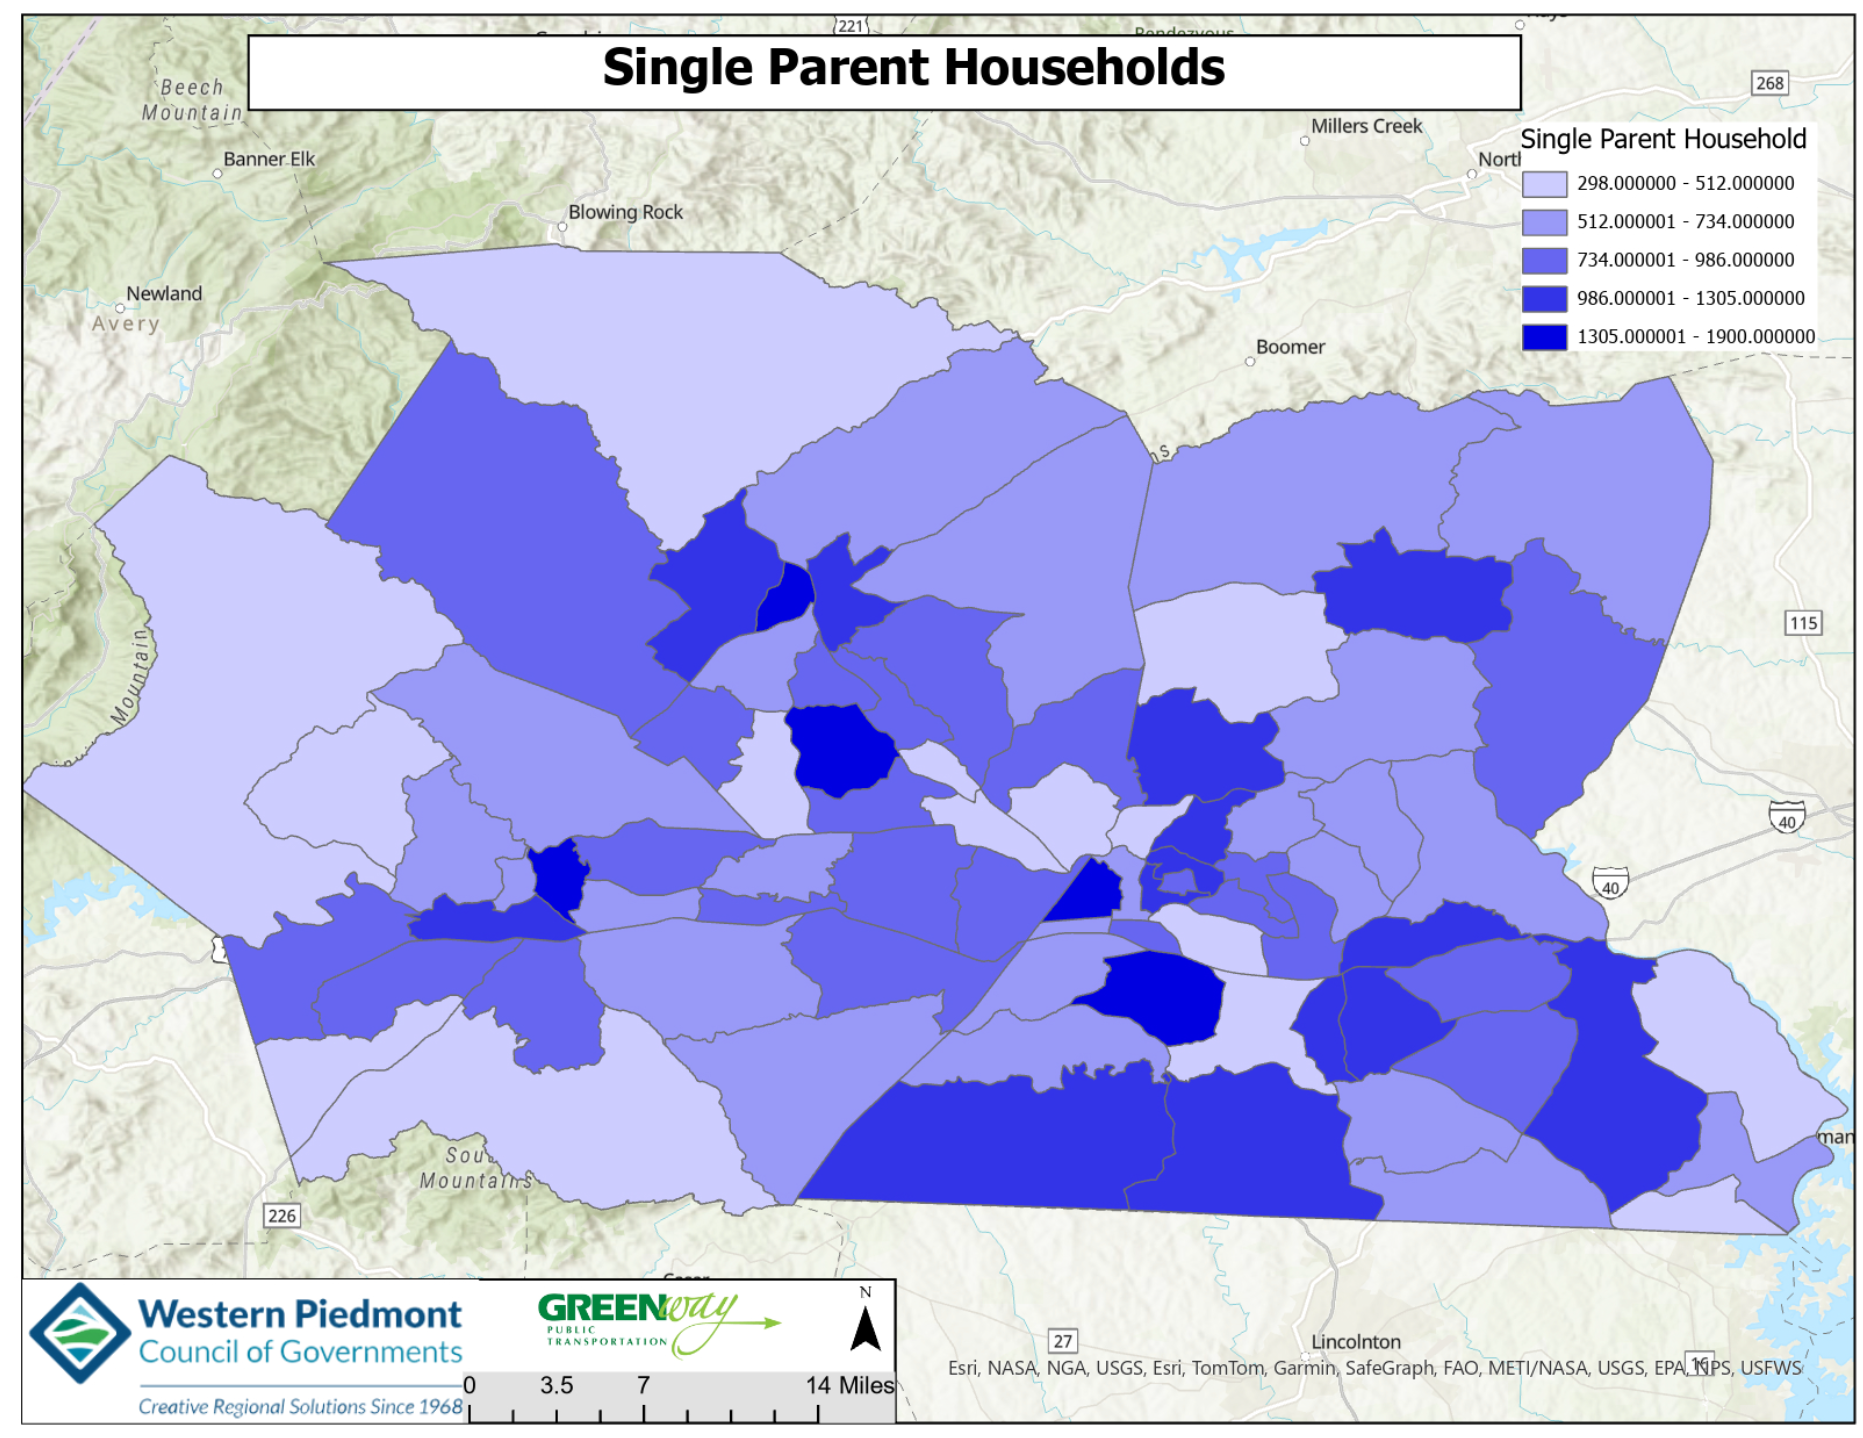 221
Single Parent Households
Beech
Mountain
268
Millers Creek
Single Parent Household
Banner Elk
298.000000 - 512.000000
Blowing Rock
512.000001 - 734.000000
734.000001 - 986.000000
Newland
986.000001 - 1305.000000
Avery
1305.000001 - 1900.000000
Boomer
115
Mountain
40
40
South
Mountains
226
Western Piedmont
Council of Governments
Creative Regional Solutions Since 1968
GREENway
PUBLIC
TRANSPORTATION
N
0 3.5 7 14 Miles
27
Lincolnton
Esri, NASA, NGA, USGS, Esri, TomTom, Garmin, SafeGraph, FAO, METI/NASA, USGS, EPA, NPS, USFWS
16